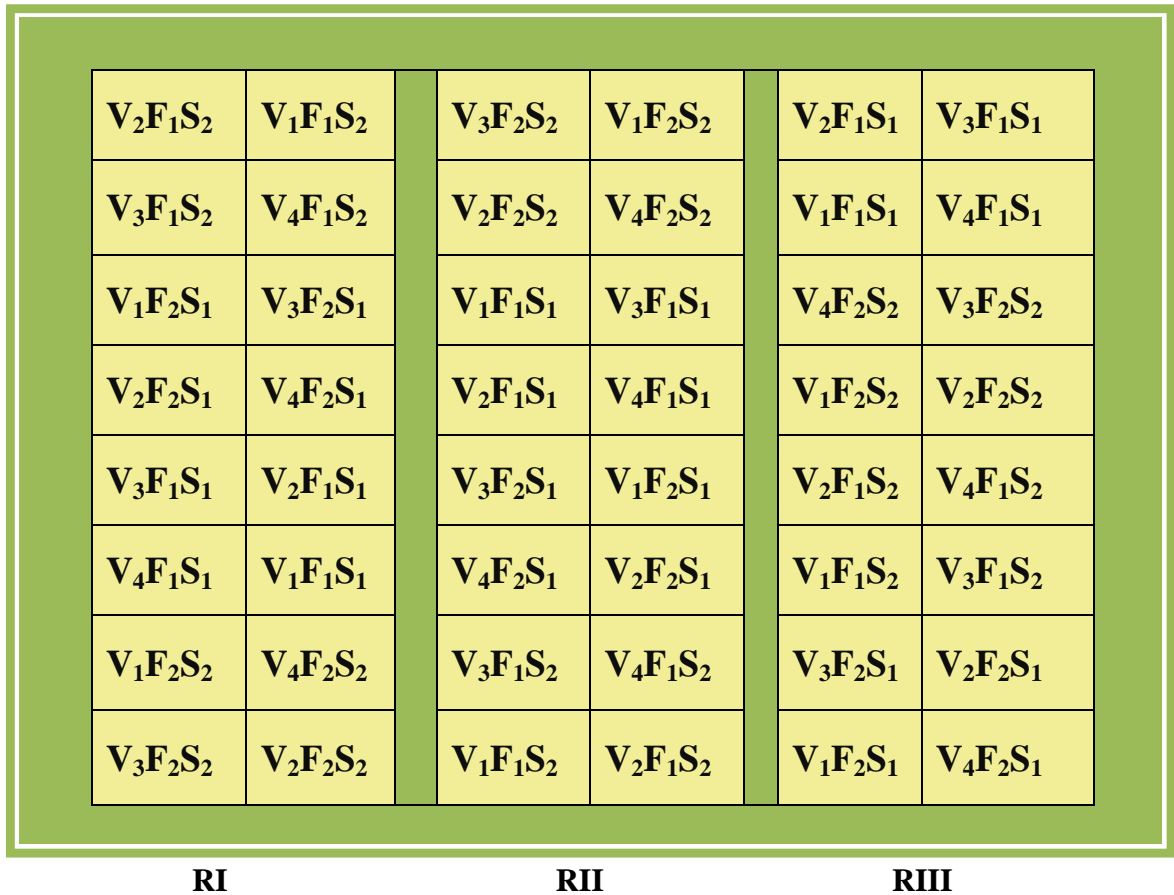 V₂F₁S₂ V₁F₁S₂ V₃F₂S₂ V₁F₂S₂ V₂F₁S₁ V₃F₁S₁
V₃F₁S₂ V₄F₁S₂ V₂F₂S₂ V₄F₂S₂ V₁F₁S₁ V₄F₁S₁
V₁F₂S₁ V₃F₂S₁ V₁F₁S₁ V₃F₁S₁ V₄F₂S₂ V₃F₂S₂
V₂F₂S₁ V₄F₂S₁ V₂F₁S₁ V₄F₁S₁ V₁F₂S₂ V₂F₂S₂
V₃F₁S₁ V₂F₁S₁ V₃F₂S₁ V₁F₂S₁ V₂F₁S₂ V₄F₁S₂
V₄F₁S₁ V₁F₁S₁ V₄F₂S₁ V₂F₂S₁ V₁F₁S₂ V₃F₁S₂
V₁F₂S₂ V₄F₂S₂ V₃F₁S₂ V₄F₁S₂ V₃F₂S₁ V₂F₂S₁
V₃F₂S₂ V₂F₂S₂ V₁F₁S₂ V₂F₁S₂ V₁F₂S₁ V₄F₂S₁
RI RII RIII